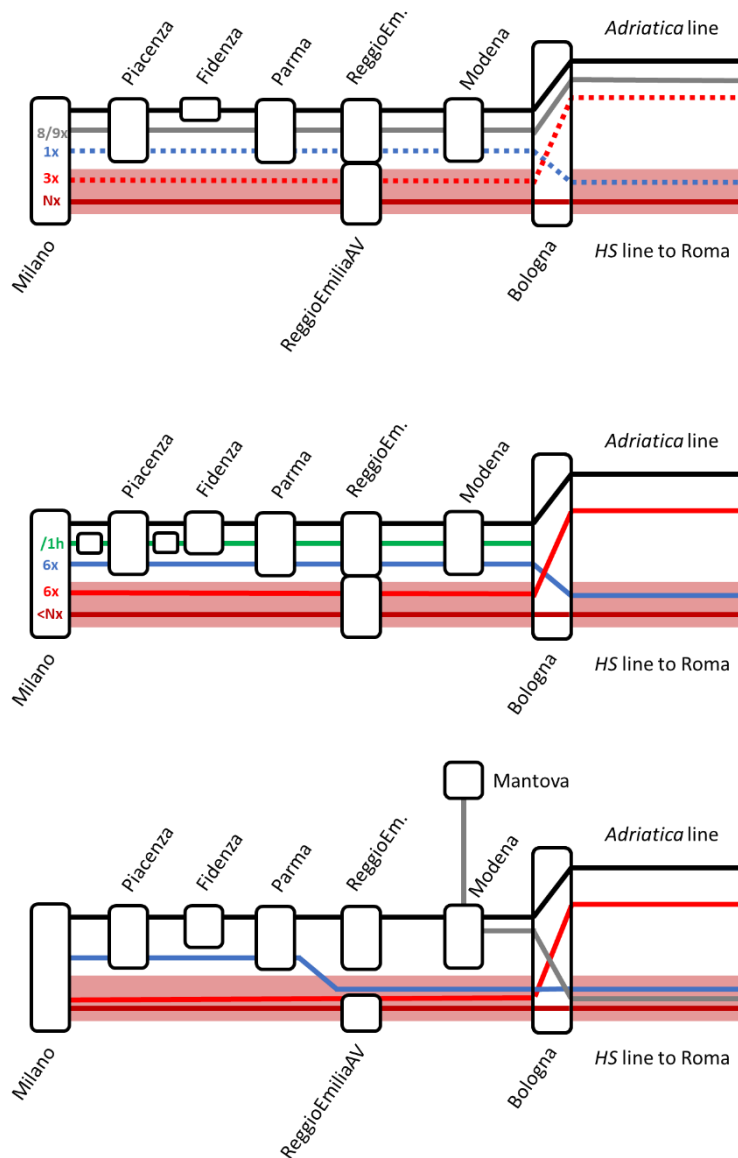 Piacenza
Fidenza
Parma
ReggioEm.
Modena
Adriatica line
8/9x
1x
3x
Nx
Milano
ReggioEmiliaAV
Bologna
HS line to Roma
Piacenza
Fidenza
Parma
ReggioEm.
Modena
Adriatica line
/1h
6x
6x
<Nx
Milano
Bologna
HS line to Roma
Mantova
Piacenza
Fidenza
Parma
ReggioEm.
Modena
Adriatica line
Milano
ReggioEmiliaAV
Bologna
HS line to Roma